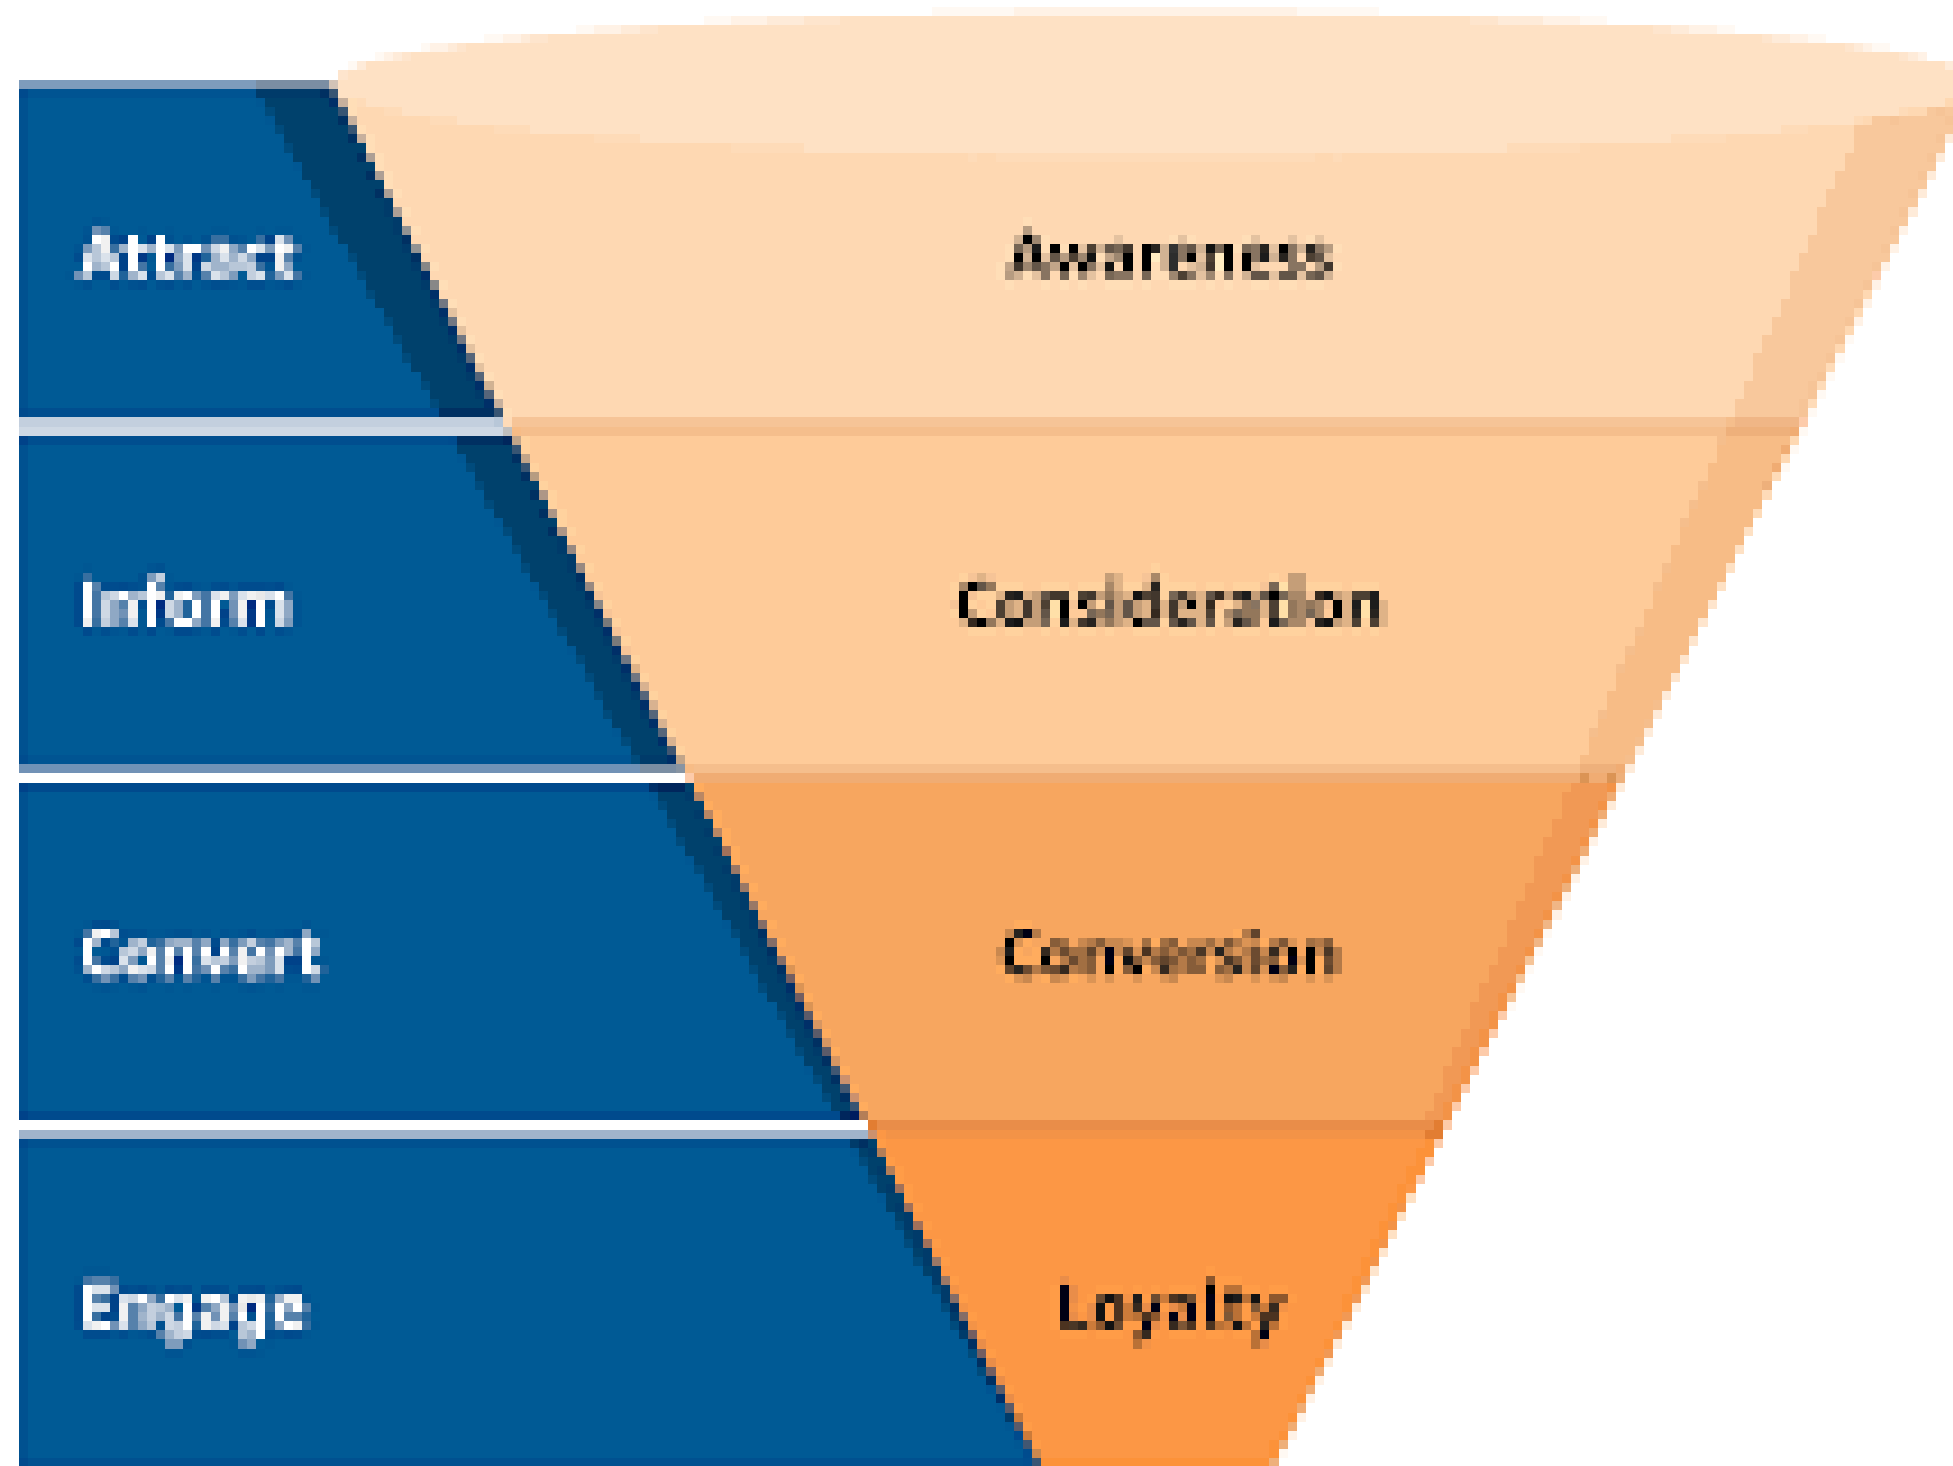 Attract Awareness
Inform Consideration
Convert Conversion
Engage Loyalty